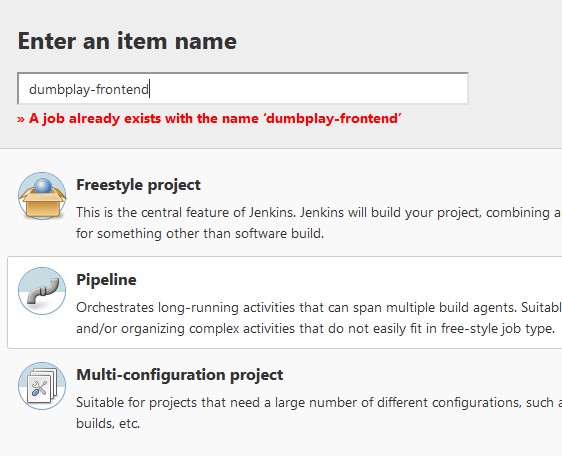 Enter an item name
dumbplay-frontend
» A job already exists with the name ‘dumbplay-frontend’
Freestyle project
This is the central feature of Jenkins. Jenkins will build your project, combining a
for something other than software build.
Pipeline
Orchestrates long-running activities that can span multiple build agents. Suitab
and/or organizing complex activities that do not easily fit in free-style job type.
Multi-configuration project
Suitable for projects that need a large number of different configurations, such a
builds, etc.